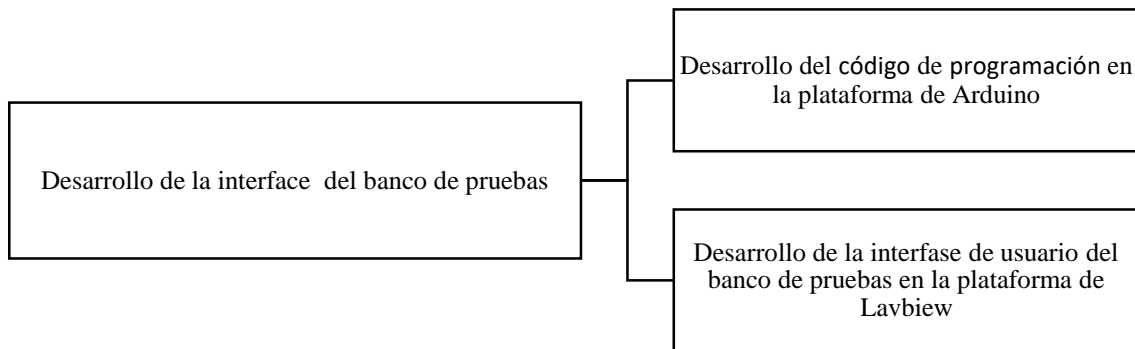 Desarrollo del código de programación en
la plataforma de Arduino
Desarrollo de la interface  del banco de pruebas
Desarrollo de la interfase de usuario del
banco de pruebas en la plataforma de
Lavbiew